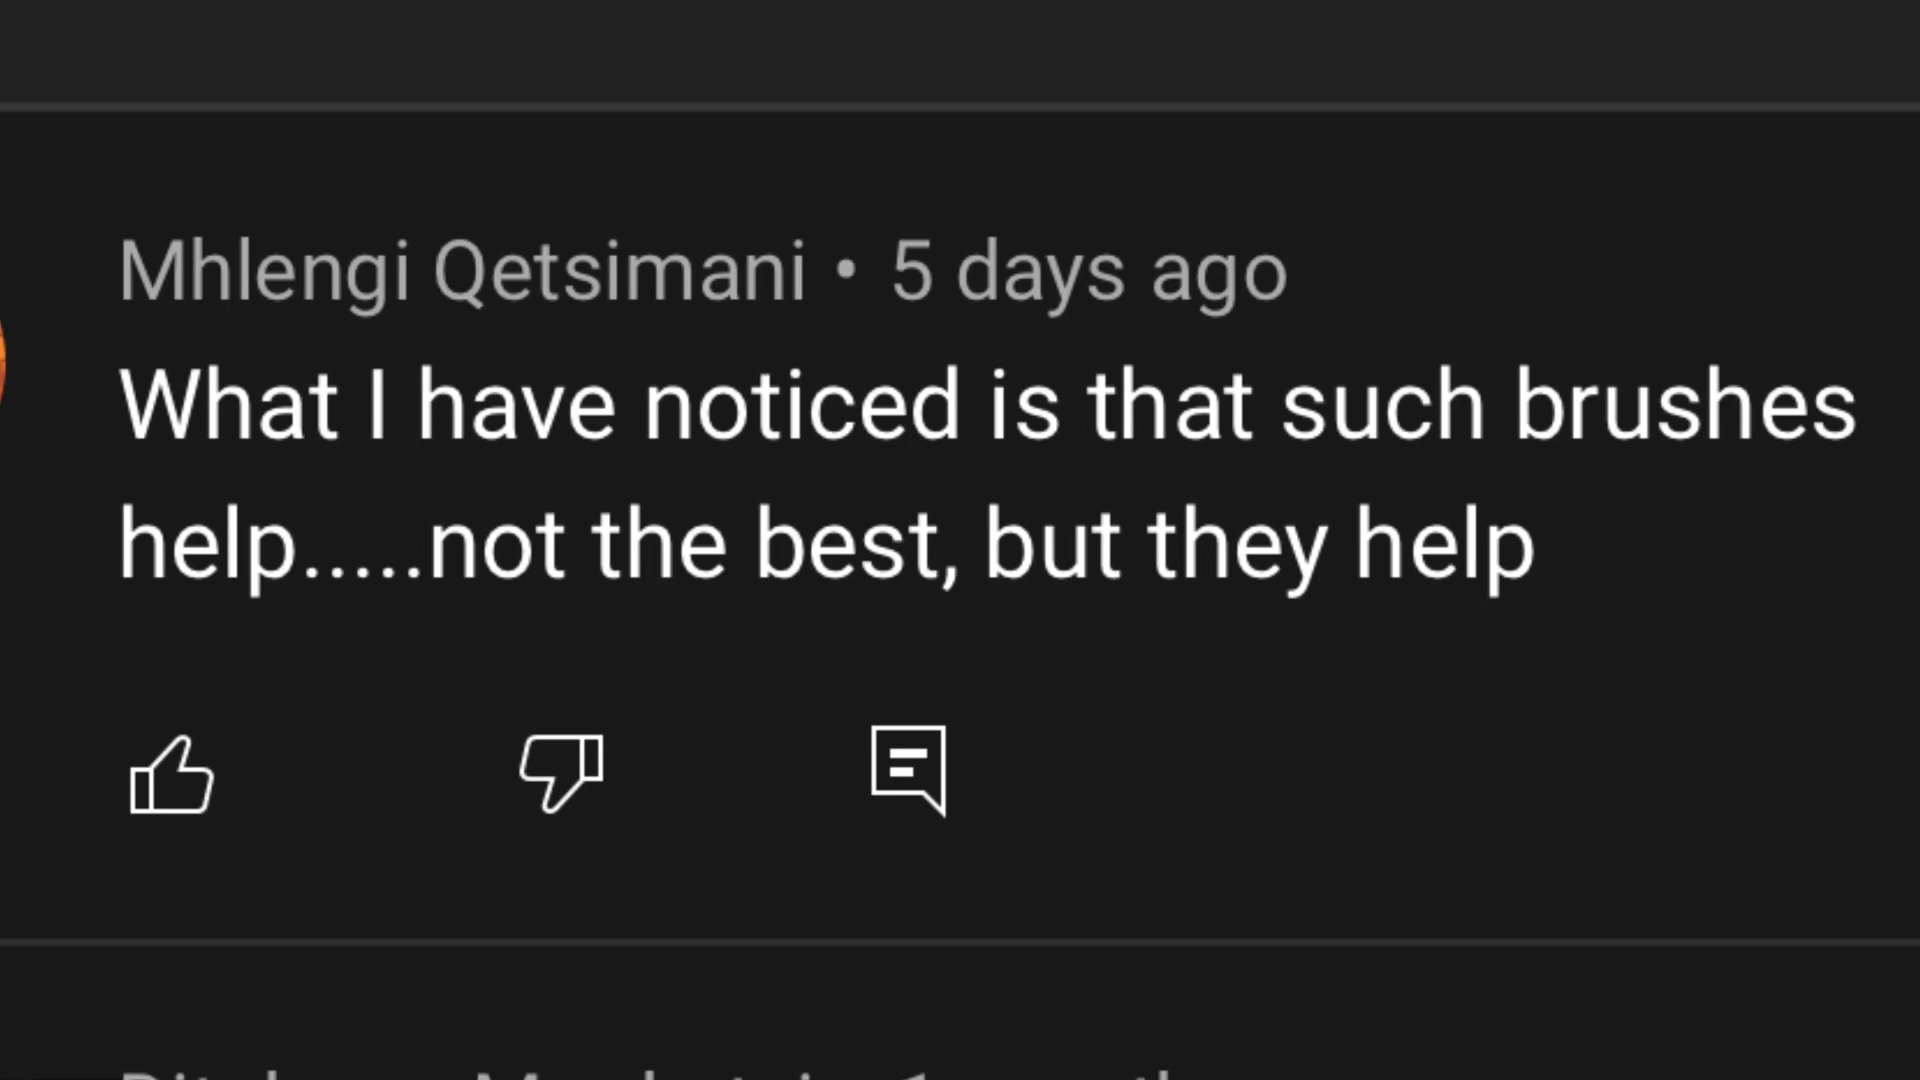 Mhlengi Qetsimani • 5 days ago
What I have noticed is that such brushes
help.....not the best, but they help